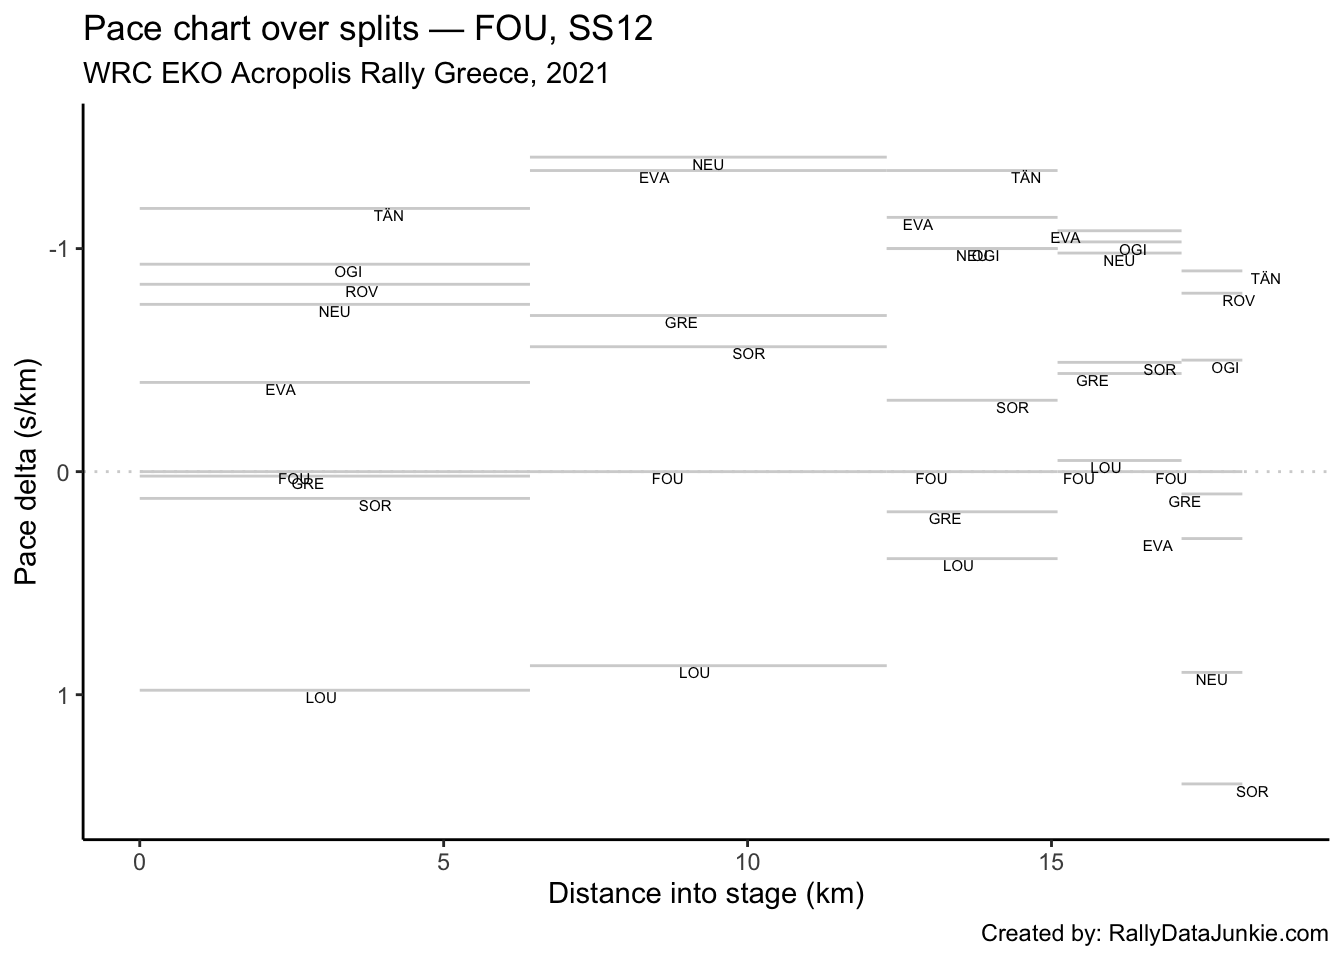 Pace chart over splits — FOU, SS12
WRC EKO Acropolis Rally Greece, 2021
NEU
EVA
TÄN
TÄN
EVA
EVA
-1
OGI
NEU
OGI
NEU
OGI
TÄN
ROV
ROV
NEU
GRE
SOR
SOR
OGI
GRE
EVA
SOR
LOU
0
FOU
GRE
FOU
FOU
FOU
FOU
SOR
GRE
GRE
EVA
LOU
LOU
NEU
1
LOU
SOR
Pace delta (s/km)
0
5
10
15
Distance into stage (km)
Created by: RallyDataJunkie.com